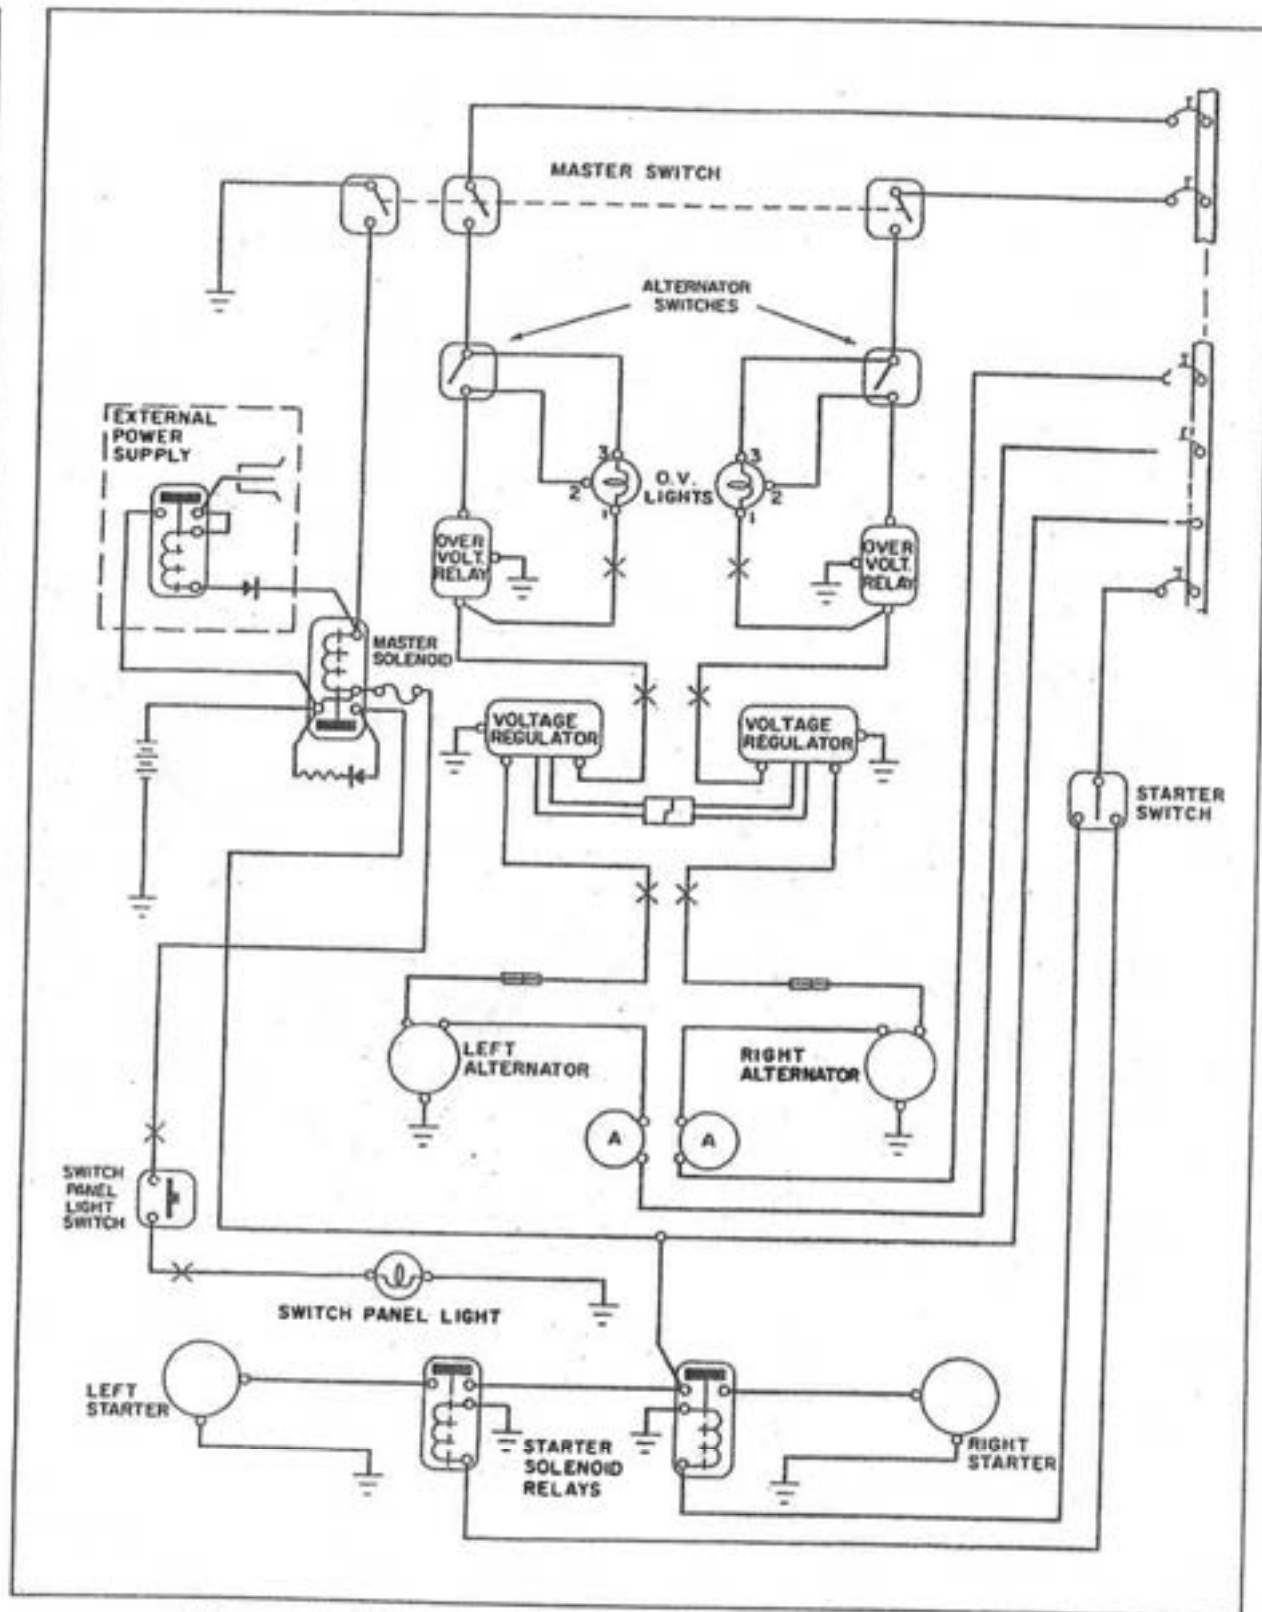 MASTER SWITCH
ALTERNATOR
SWITCHES
EXTERNAL
POWER
SUPPLY
3
2
1
O.V.
LIGHTS
3
2
1
OVER
VOLT.
RELAY
OVER
VOLT.
RELAY
MASTER
SOLENOID
VOLTAGE
REGULATOR
VOLTAGE
REGULATOR
STARTER
SWITCH
LEFT
ALTERNATOR
RIGHT
ALTERNATOR
A
A
SWITCH
PANEL
LIGHT
SWITCH
SWITCH PANEL LIGHT
LEFT
STARTER
STARTER
SOLENOID
RELAYS
RIGHT
STARTER